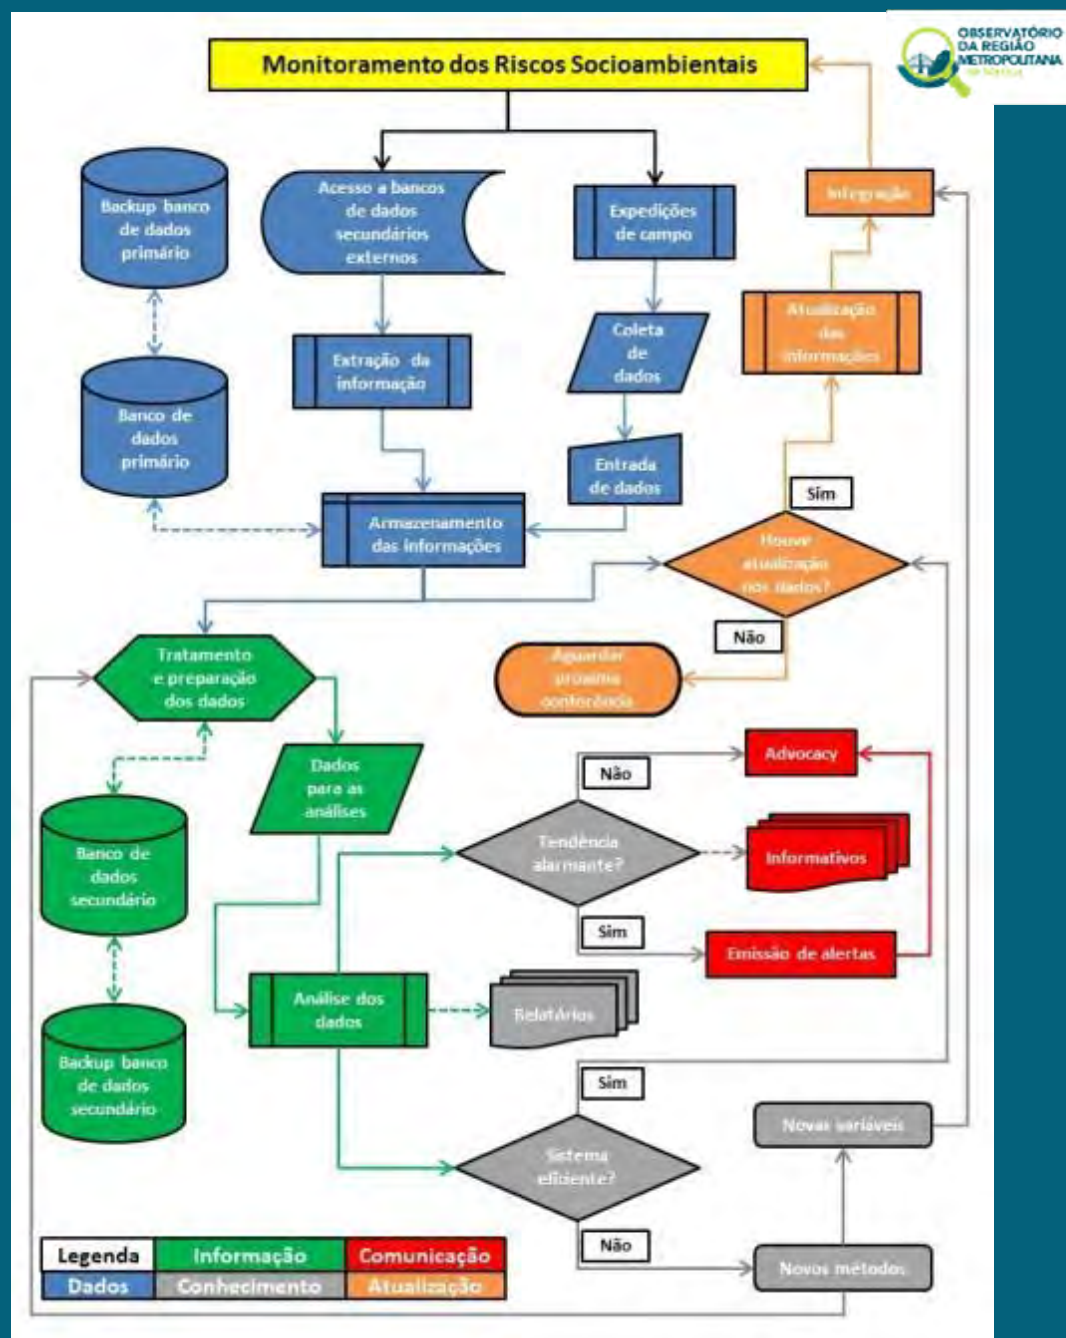 OBSERVATÓRIO
DA REGIÃO
METROPOLITANA
Monitoramento dos Riscos Socioambientais
Backup banco
de dados
primário
Acesso a bancos
de dados
secundários
externos
Expedições
de campo
Integração
Extração da
informação
Coleta
de
dados
Atualização
das
informações
Banco de
dados
primário
Entrada
de dados
Sim
Armazenamento
das informações
Houve
atualização
nos dados?
Não
Aguardar
próxima
conferência
Tratamento
e preparação
dos dados
Dados
para as
análises
Não
Advocacy
Tendência
alarmante?
Informativos
Banco de
dados
secundário
Sim
Emissão de alertas
Análise dos
dados
Relatórios
Backup banco
de dados
secundário
Sim
Sistema
eficiente?
Novas variáveis
Não
Novos métodos
Legenda
Informação
Comunicação
Dados
Conhecimento
Atualização